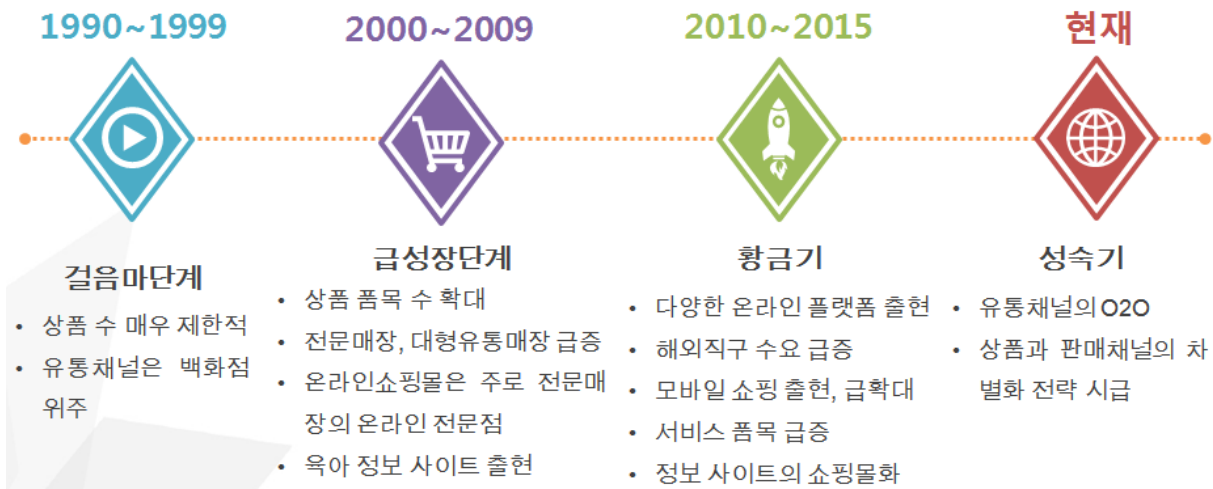 1990~1999
걸음마단계
• 상품 수 매우 제한적
• 유통채널은 백화점
위주
2000~2009
급성장단계
• 상품 품목 수 확대
• 전문매장, 대형유통매장 급증
• 온라인쇼핑몰은 주로 전문매
장의 온라인 전문점
• 육아 정보 사이트 출현
2010~2015
황금기
• 다양한 온라인 플랫폼 출현
• 해외직구 수요 급증
• 모바일 쇼핑 출현, 급확대
• 서비스 품목 급증
• 정보 사이트의 쇼핑몰화
현재
성속기
• 유통채널의 O2O
• 상품과 판매채널의 차
별화 전략 시급